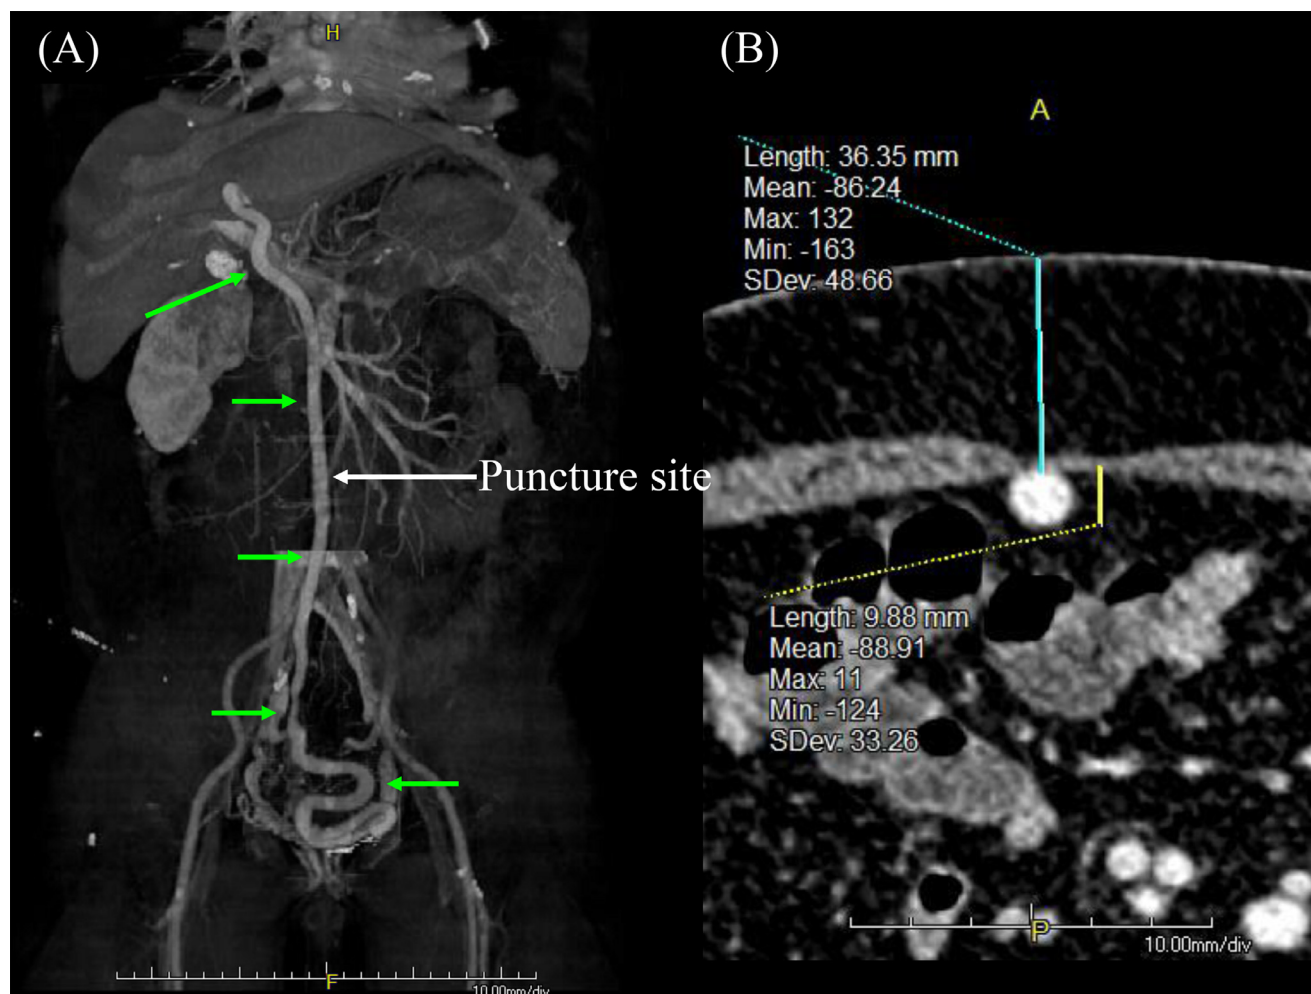 (A)
H
Puncture site
F
10.00mm/div
(B)
A
Length: 36.35 mm
Mean: -86.24
Max: 132
Min: -163
SDev: 48.66
Length: 9.88 mm
Mean: -88.91
Max: 11
Min: -124
SDev: 33.26
P
10.00mm/div